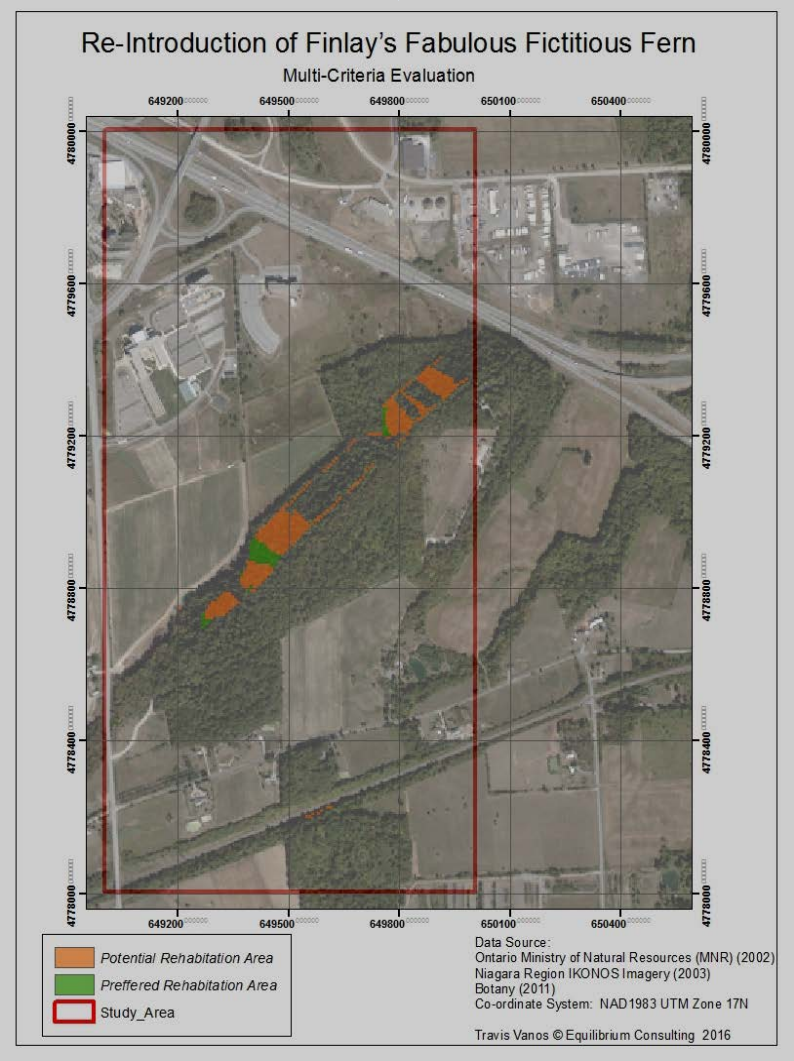 Re-Introduction of Finlay's Fabulous Fictitious Fern
Multi-Criteria Evaluation
649200 649500 649800 650100 650400
4780000 4780000
4779600 4779600
4779200 4779200
4778800 4778800
4778400 4778400
4778000 4778000
649200 649500 649800 650100 650400
Potential Rehabitation Area
Preffered Rehabitation Area
Study_Area
Data Source:
Ontario Ministry of Natural Resources (MNR) (2002)
Niagara Region IKONOS Imagery (2003)
Botany (2011)
Co-ordinate System: NAD1983 UTM Zone 17N
Travis Vanos © Equilibrium Consulting 2016